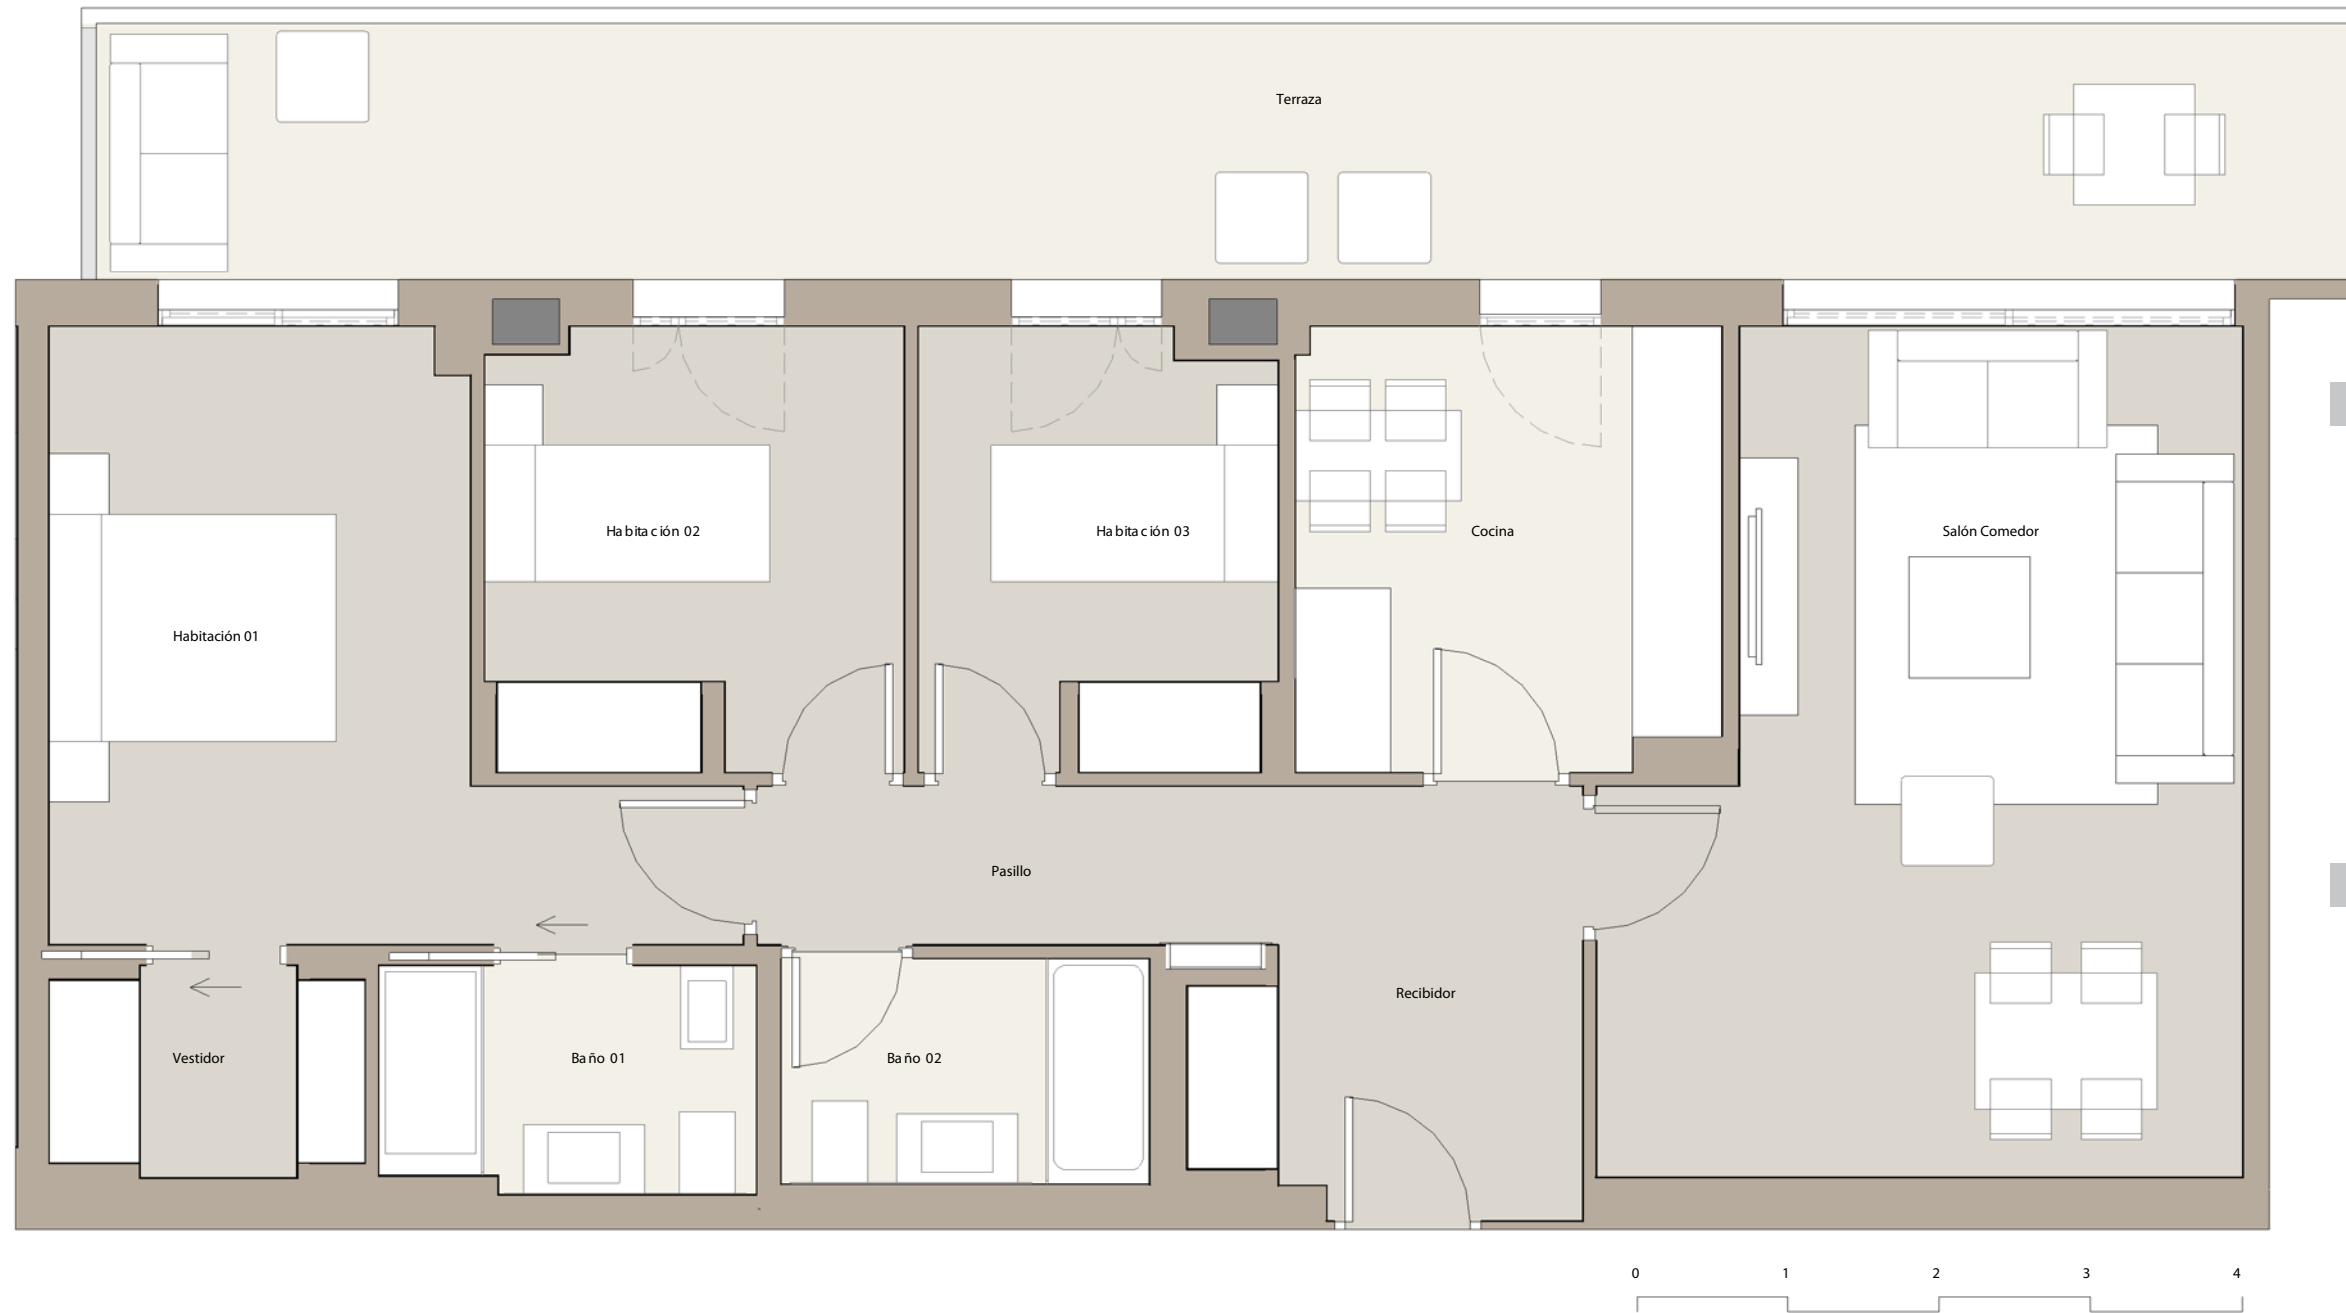 Terraza
Habitación 02
Habitación 03
Cocina
Salón Comedor
Habitación 01
Pasillo
Recibidor
Vestidor
Baño 01
Baño 02
0 1 2 3 4